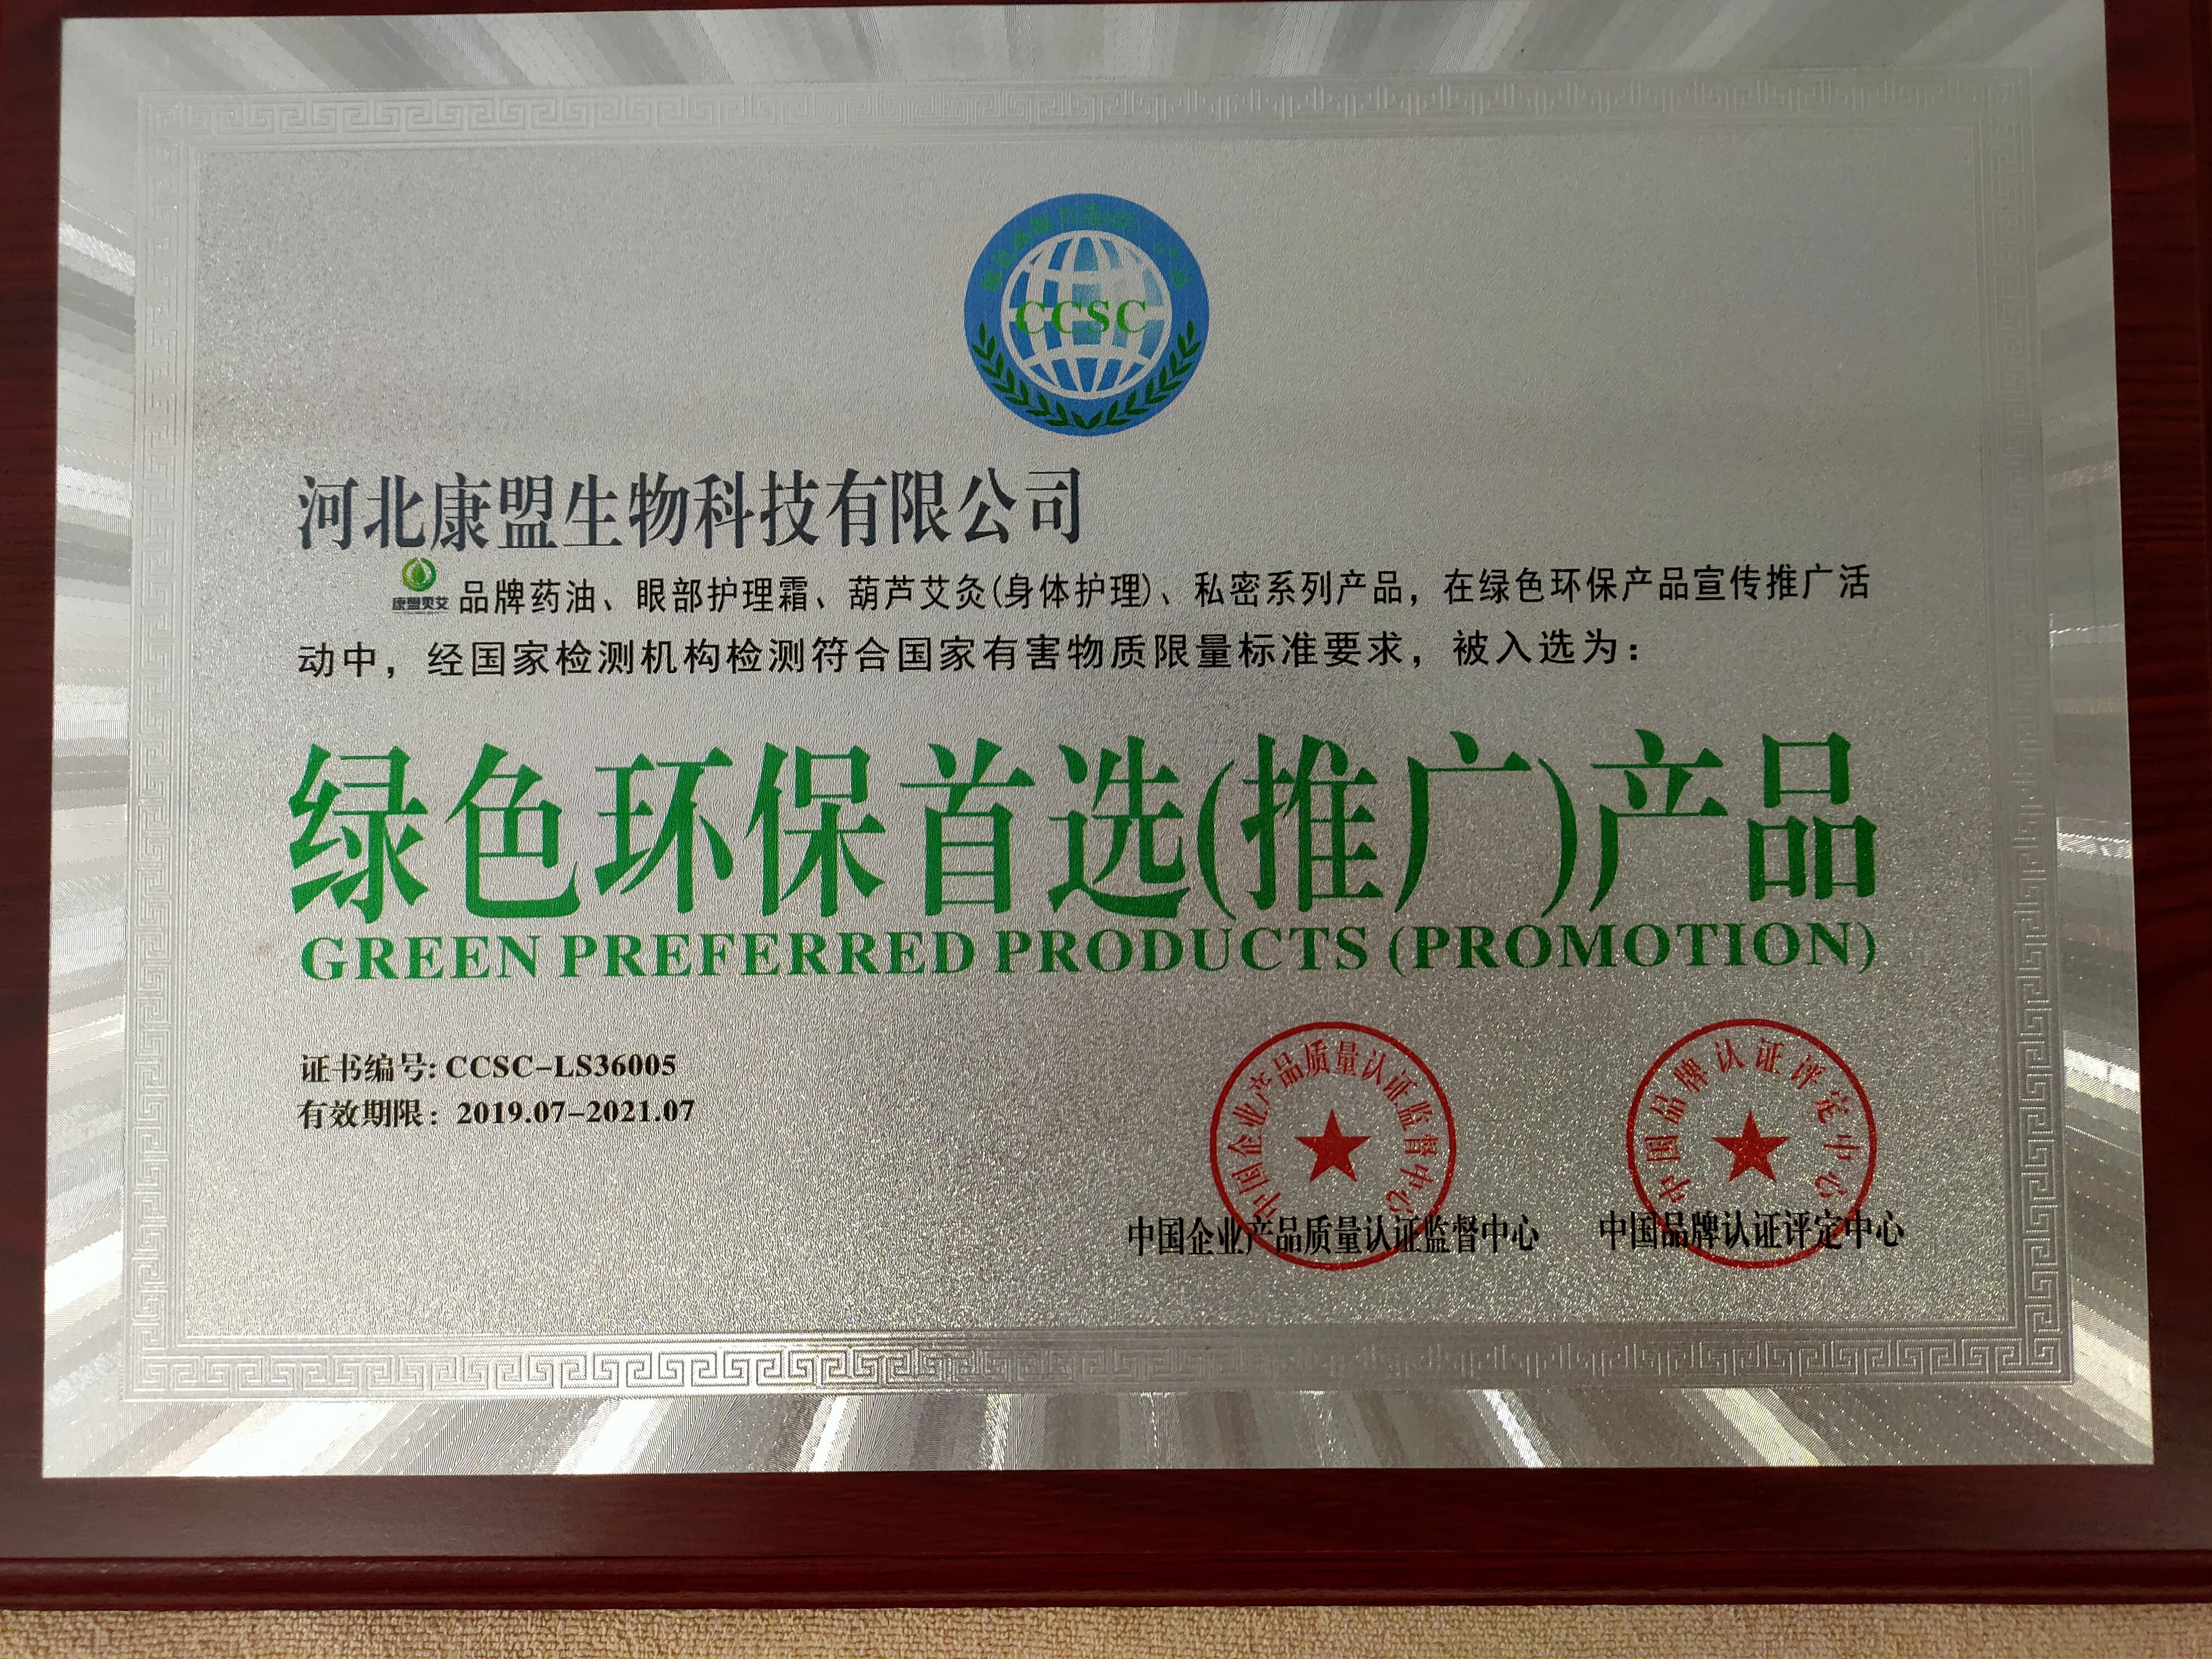 CCSC
河北康盟生物科技有限公司
康盟贝艾 品牌药油、眼部护理霜、葫芦艾灸(身体护理)、私密系列产品，在绿色环保产品宣传推广活
动中，经国家检测机构检测符合国家有害物质限量标准要求，被入选为：
绿色环保首选(推广)产品
GREEN PREFERRED PRODUCTS (PROMOTION)
证书编号: CCSC-LS36005
有效期限: 2019.07-2021.07
中国企业产品质量认证监督中心
中国品牌认证评定中心
中国企业产品质量认证监督中心
中国品牌认证评定中心